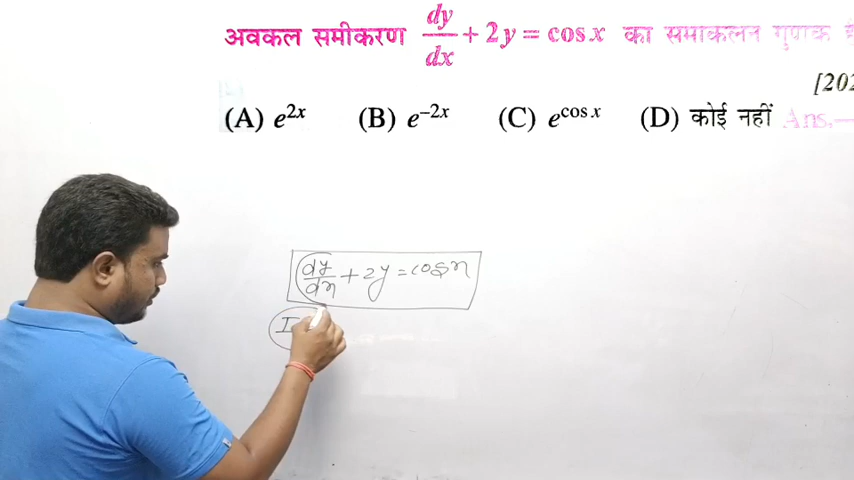 अवकल समीकरण dy/dx + 2y = cos x का समाकलन गुणांक
[202
(A) e^{2x} (B) e^{-2x} (C) e^{cos x} (D) कोई नहीं Ans.—
dy/dx + 2y = cos x
I